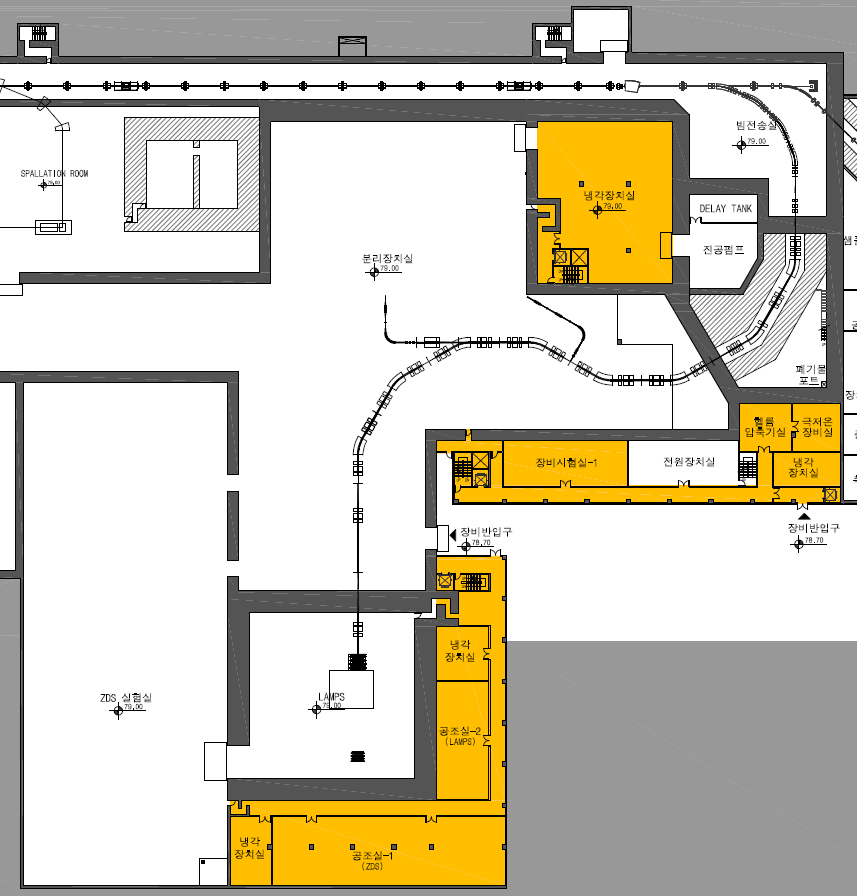 빔전송실
79.00
SPALLATION ROOM
79.00
냉각장치실
79.00
DELAY TANK
진공펌프
분리장치실
79.00
폐기물
포트
헬륨
압축기실
극저온
장비실
장비시험실-1
전원장치실
냉각
장치실
장비반입구
78.70
장비반입구
78.70
냉각
장치실
ZDS 실험실
79.00
LAMPS
79.00
공조실-2
(LAMPS)
냉각
장치실
공조실-1
(ZDS)